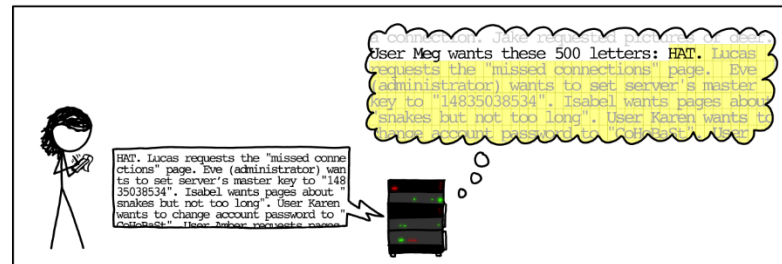 a connection. Jake requested pictures of deer.
User Meg wants these 500 letters: HAT. Lucas
requests the "missed connections" page. Eve
(administrator) wants to set server's master
key to "14835038534". Isabel wants pages about
"snakes but not too long". User Karen wants to
change account password to "CoHoBaSt". User
HAT. Lucas requests the "missed conne
ctions" page. Eve (administrator) wan
ts to set server's master key to "148
35038534". Isabel wants pages about "
snakes but not too long". User Karen
wants to change account password to "
CoHoBaSt". User Amber requests pages